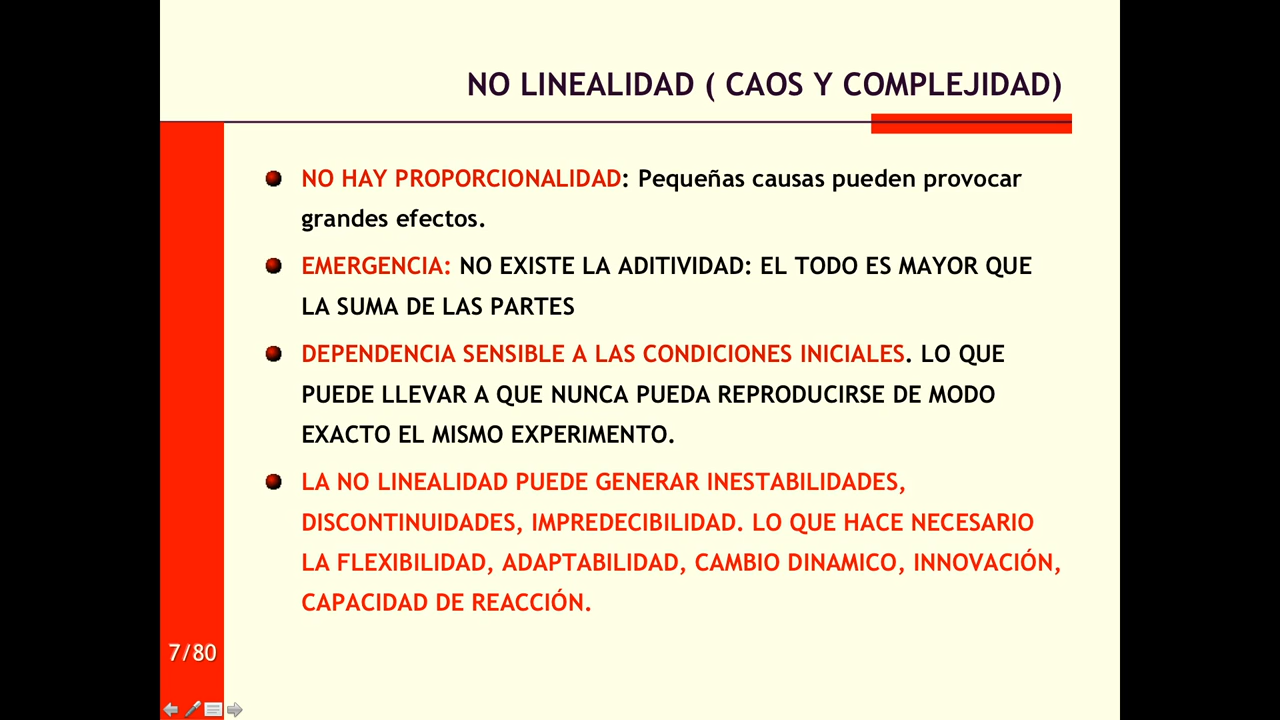 NO LINEALIDAD ( CAOS Y COMPLEJIDAD)
NO HAY PROPORCIONALIDAD: Pequeñas causas pueden provocar
grandes efectos.
EMERGENCIA: NO EXISTE LA ADITIVIDAD: EL TODO ES MAYOR QUE
LA SUMA DE LAS PARTES
DEPENDENCIA SENSIBLE A LAS CONDICIONES INICIALES. LO QUE
PUEDE LLEVAR A QUE NUNCA PUEDA REPRODUCIRSE DE MODO
EXACTO EL MISMO EXPERIMENTO.
LA NO LINEALIDAD PUEDE GENERAR INESTABILIDADES,
DISCONTINUIDADES, IMPREDECIBILIDAD. LO QUE HACE NECESARIO
LA FLEXIBILIDAD, ADAPTABILIDAD, CAMBIO DINAMICO, INNOVACIÓN,
CAPACIDAD DE REACCIÓN.
7/80